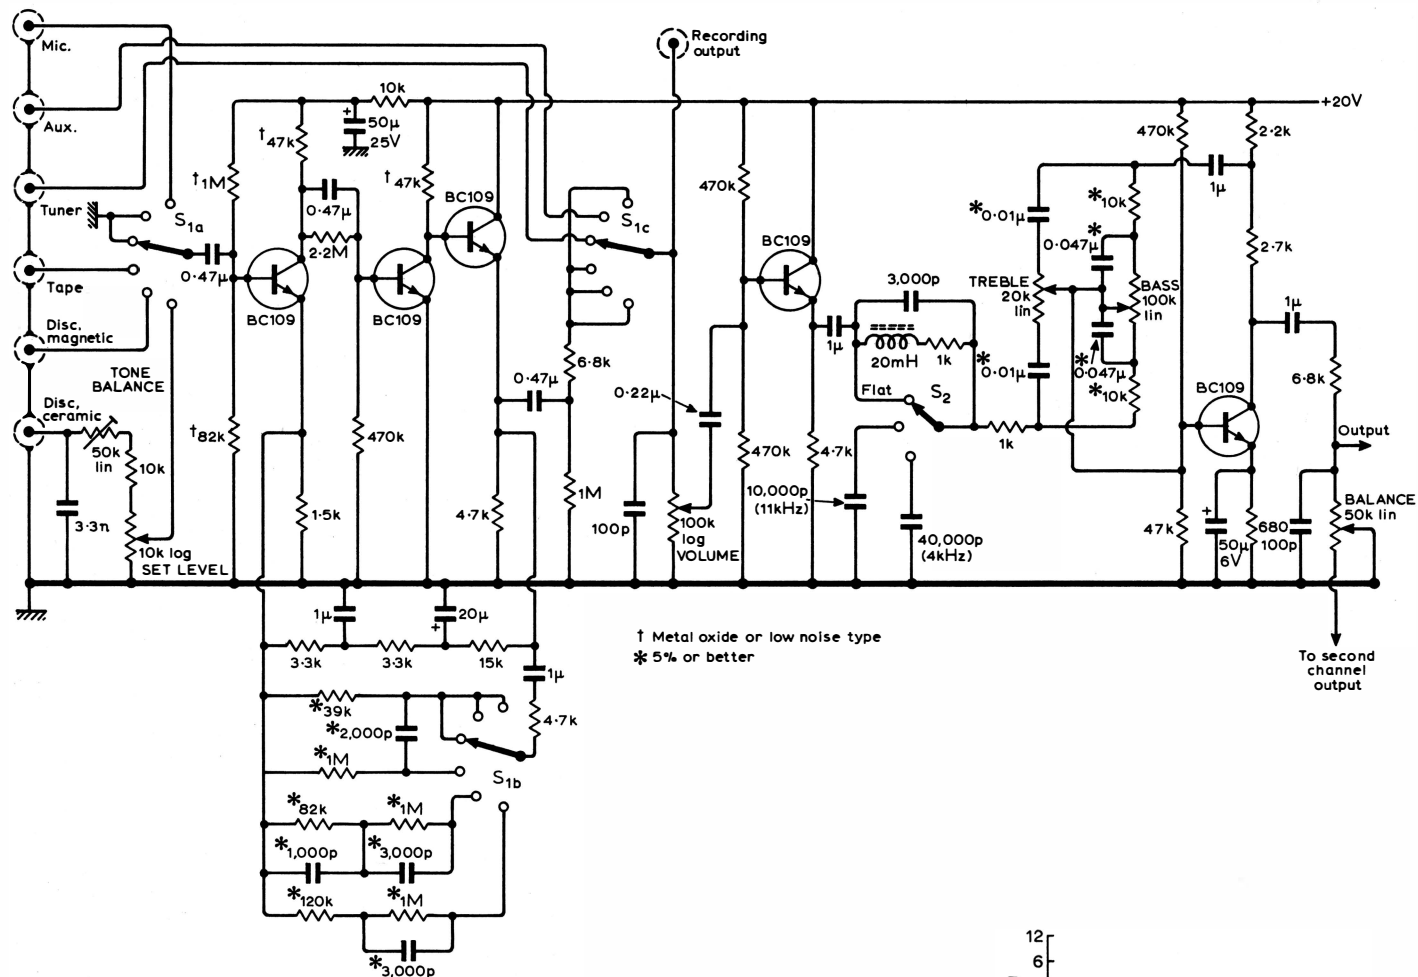 Mic.
Aux.
Tuner
Tape
Disc,
magnetic
Disc,
ceramic
S1a
0·47µ
TONE
BALANCE
50k
lin
10k
3·3n
10k log
SET LEVEL
†1M
†82k
†47k
0·47µ
2·2M
BC109
1·5k
50µ
25V
+
10k
†47k
BC109
BC109
470k
4·7k
0·47µ
S1c
6·8k
1M
Recording
output
100p
100k
log
VOLUME
0·22µ
470k
470k
BC109
4·7k
1µ
3,000p
20mH
1k
Flat
S2
10,000p
(11kHz)
40,000p
(4kHz)
1k
*0·01µ
TREBLE
20k
lin
*0·01µ
*10k
*0·047µ
BASS
100k
lin
*0·047µ
*10k
1µ
470k
2·2k
+20V
2·7k
BC109
47k
+
50µ
6V
680
1µ
6·8k
Output
100p
BALANCE
50k lin
To second
channel
output
1µ
20µ
+
3·3k
3·3k
15k
1µ
4·7k
*39k
*2,000p
*1M
S1b
*82k
*1M
*1,000p
*3,000p
*120k
*1M
*3,000p
† Metal oxide or low noise type
* 5% or better
12
6